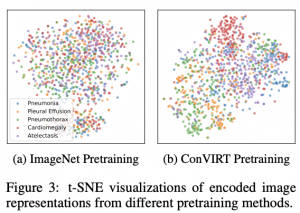 Pneumonia
Pleural Effusion
Pneumothorax
Cardiomegaly
Atelectasis
(a) ImageNet Pretraining
(b) ConVIRT Pretraining
Figure 3: t-SNE visualizations of encoded image
representations from different pretraining methods.